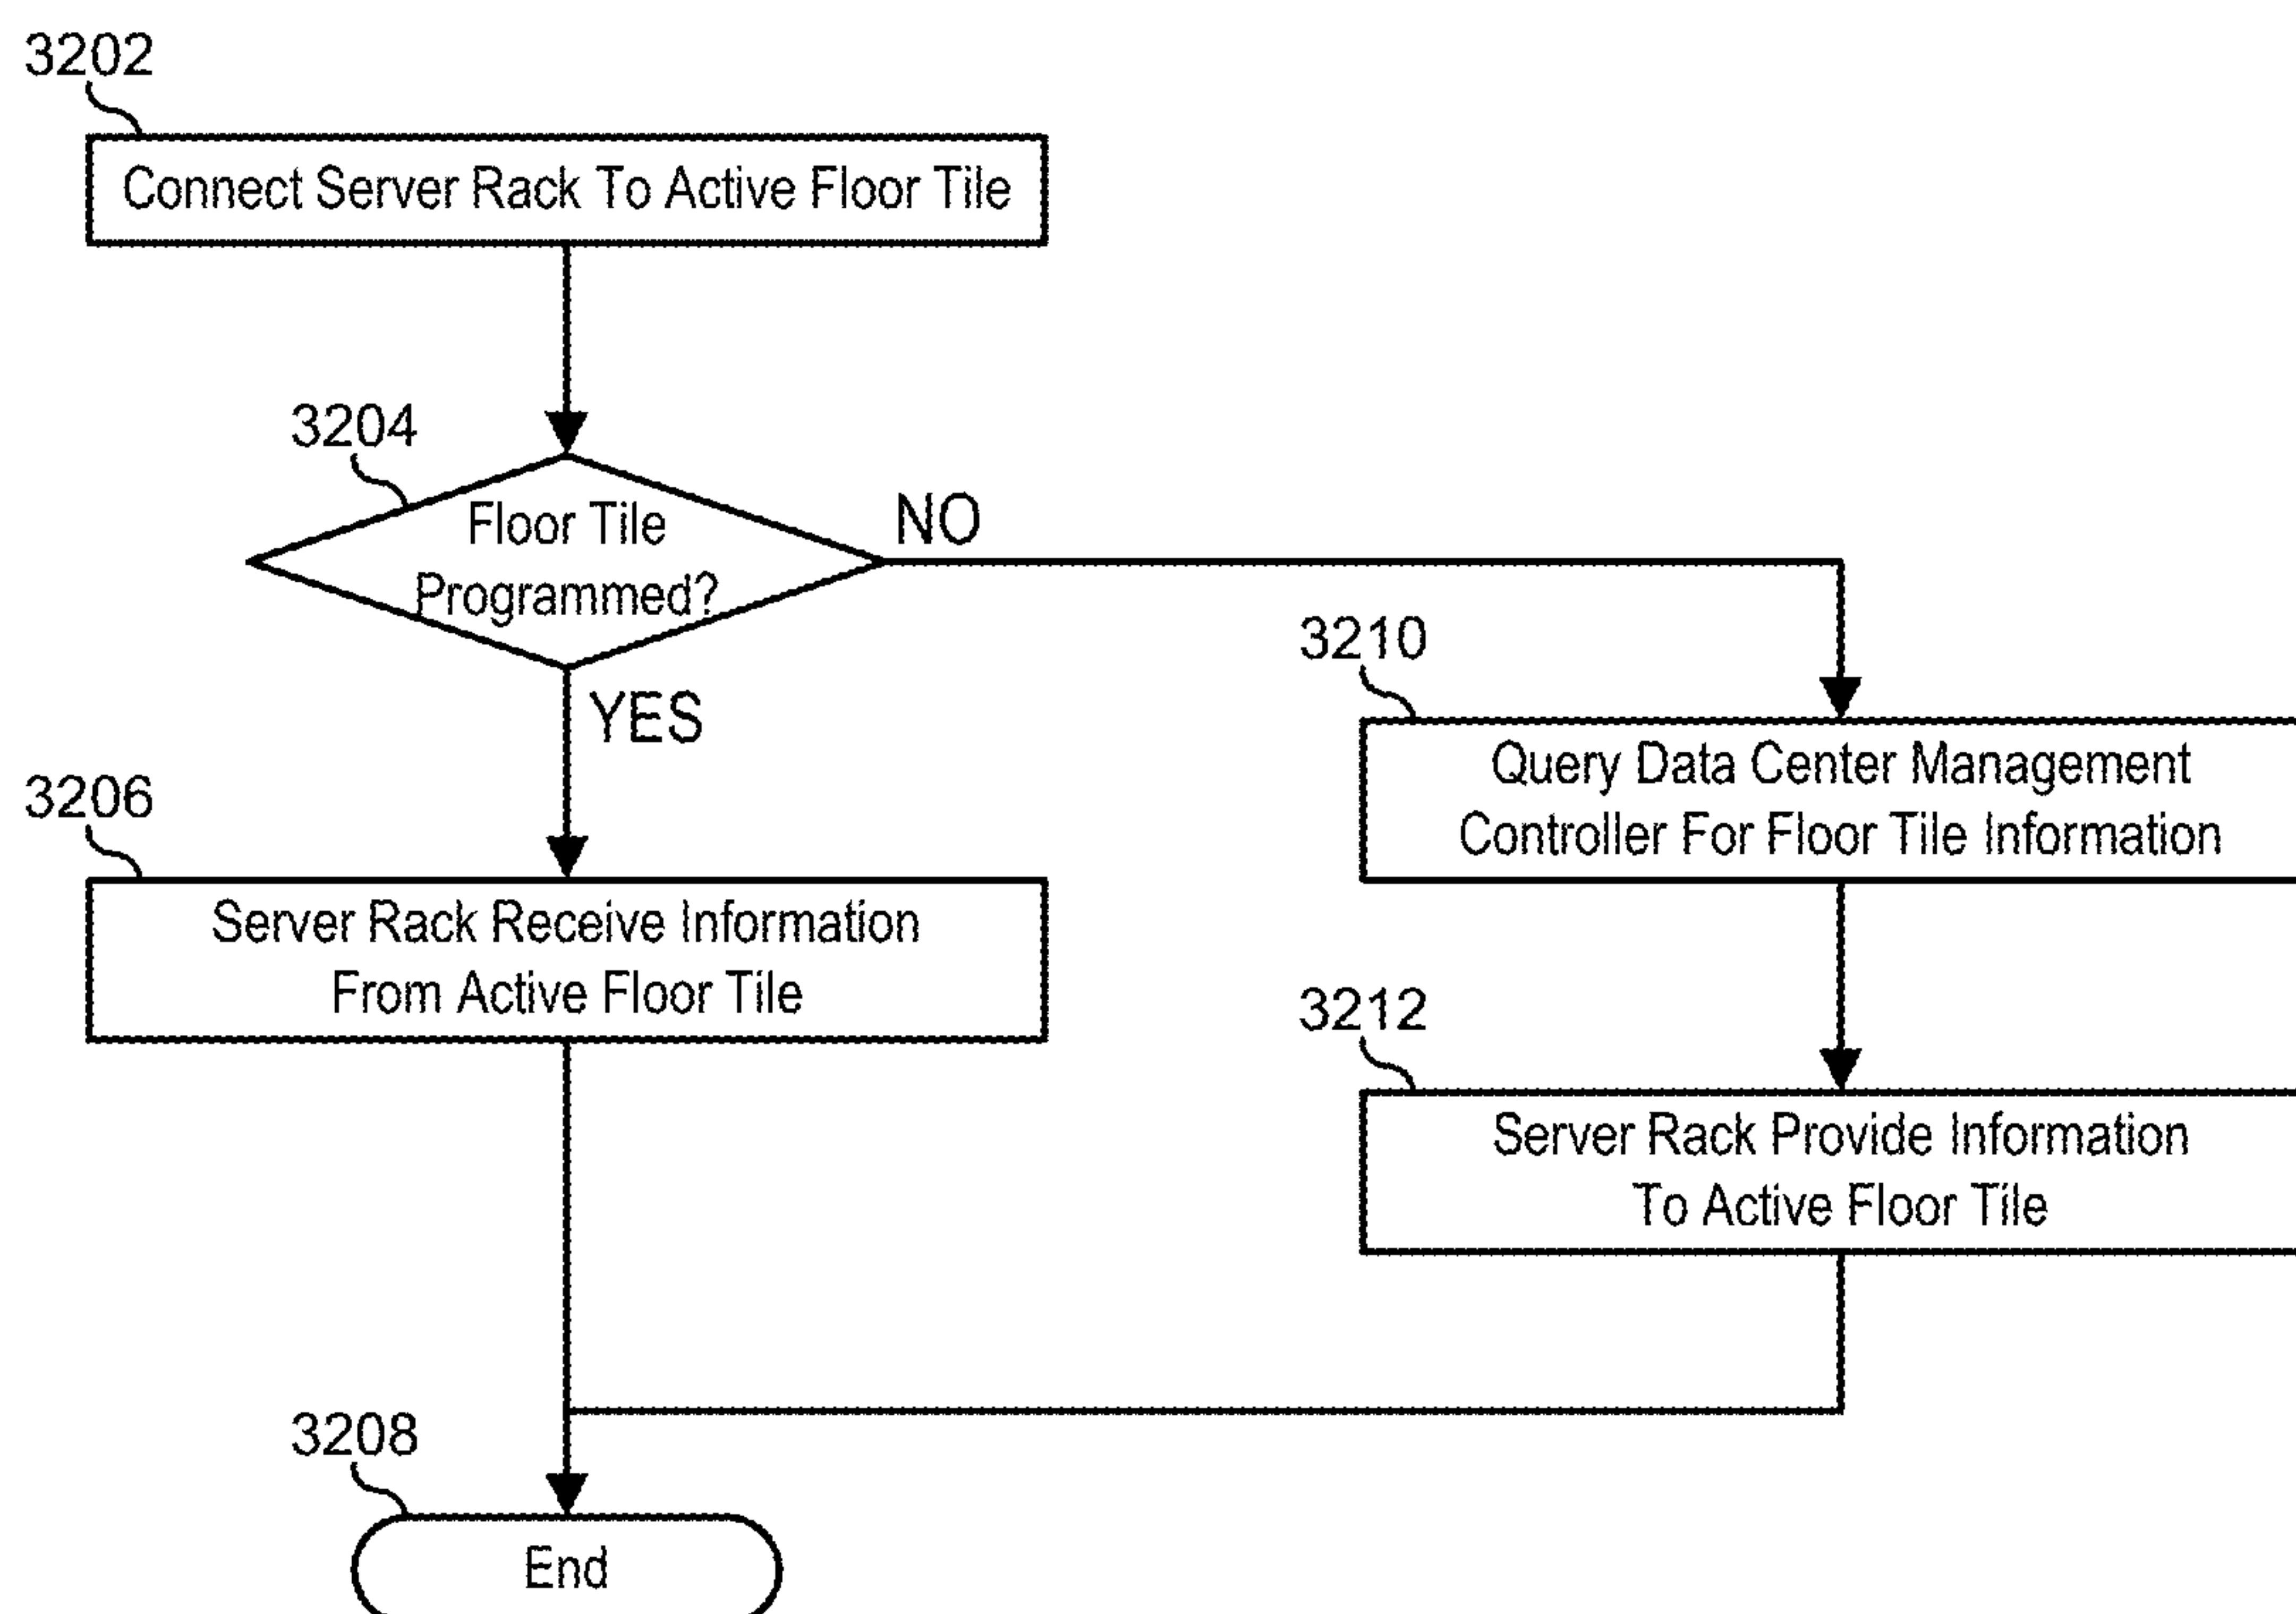 3202
Connect Server Rack To Active Floor Tile
3204
Floor Tile
Programmed?
NO
YES
3206
Server Rack Receive Information
From Active Floor Tile
3210
Query Data Center Management
Controller For Floor Tile Information
3212
Server Rack Provide Information
To Active Floor Tile
3208
End